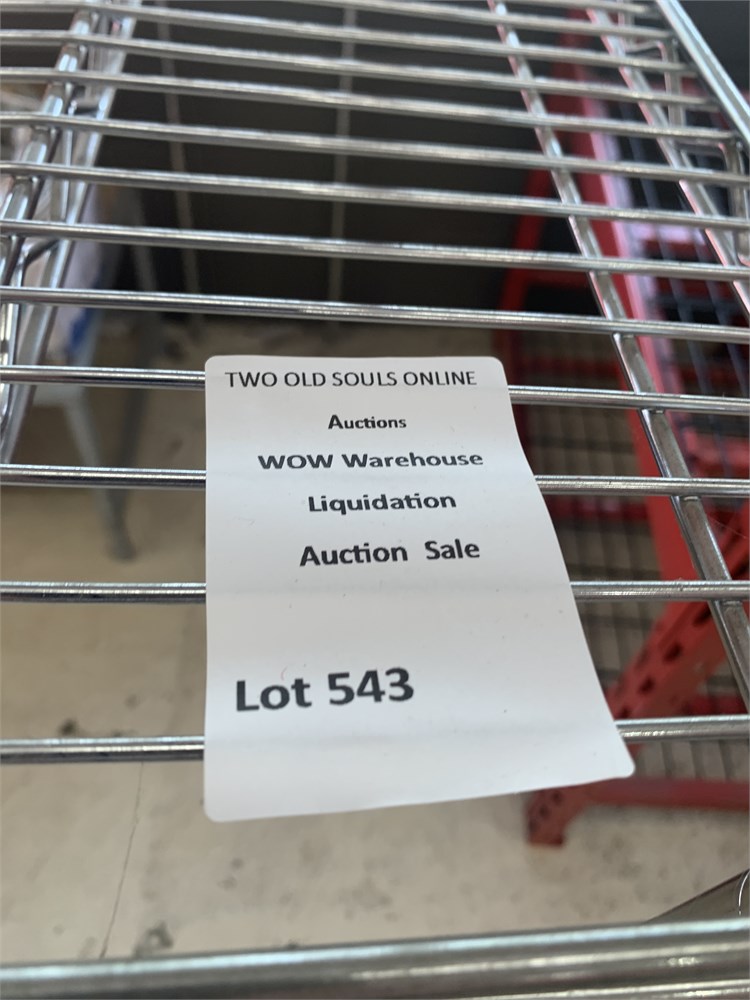 TWO OLD SOULS ONLINE
Auctions
WOW Warehouse
Liquidation
Auction Sale
Lot 543